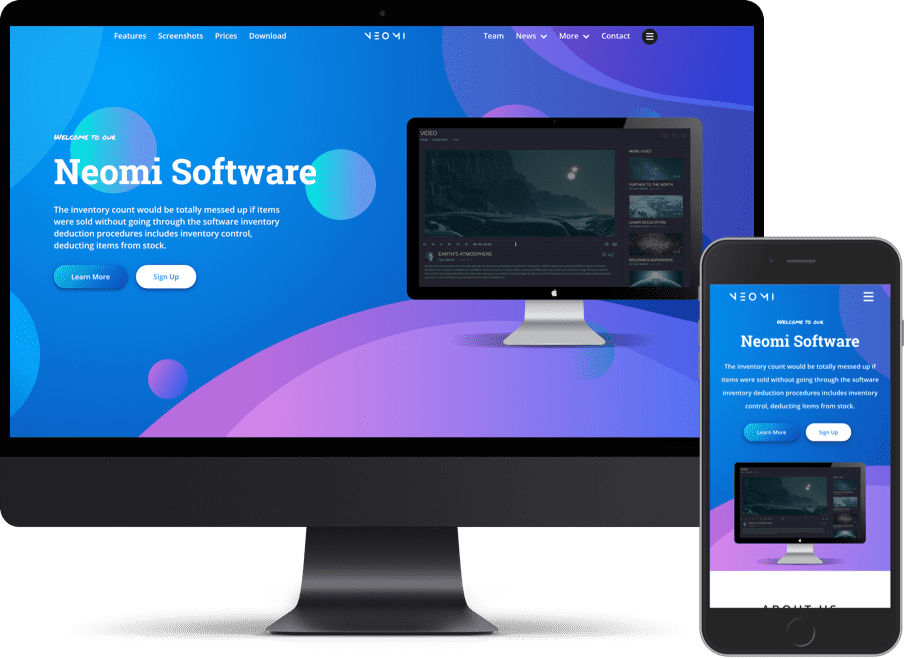 Features Screenshots Prices Download NEOMI Team News More Contact
Welcome to our
Neomi Software
The inventory count would be totally messed up if items
were sold without going through the software inventory
deduction procedures includes inventory control,
deducting items from stock.
Learn More Sign Up
VIDEO
MORE VIDEO
FURTHER TO THE NORTH
LUNAR OCCULTATION
EARTH'S ATMOSPHERE
NEOMI
Welcome to our
Neomi Software
The inventory count would be totally messed up if
items were sold without going through the software
inventory deduction procedures includes inventory
control, deducting items from stock.
Learn More Sign Up
ABOUT US